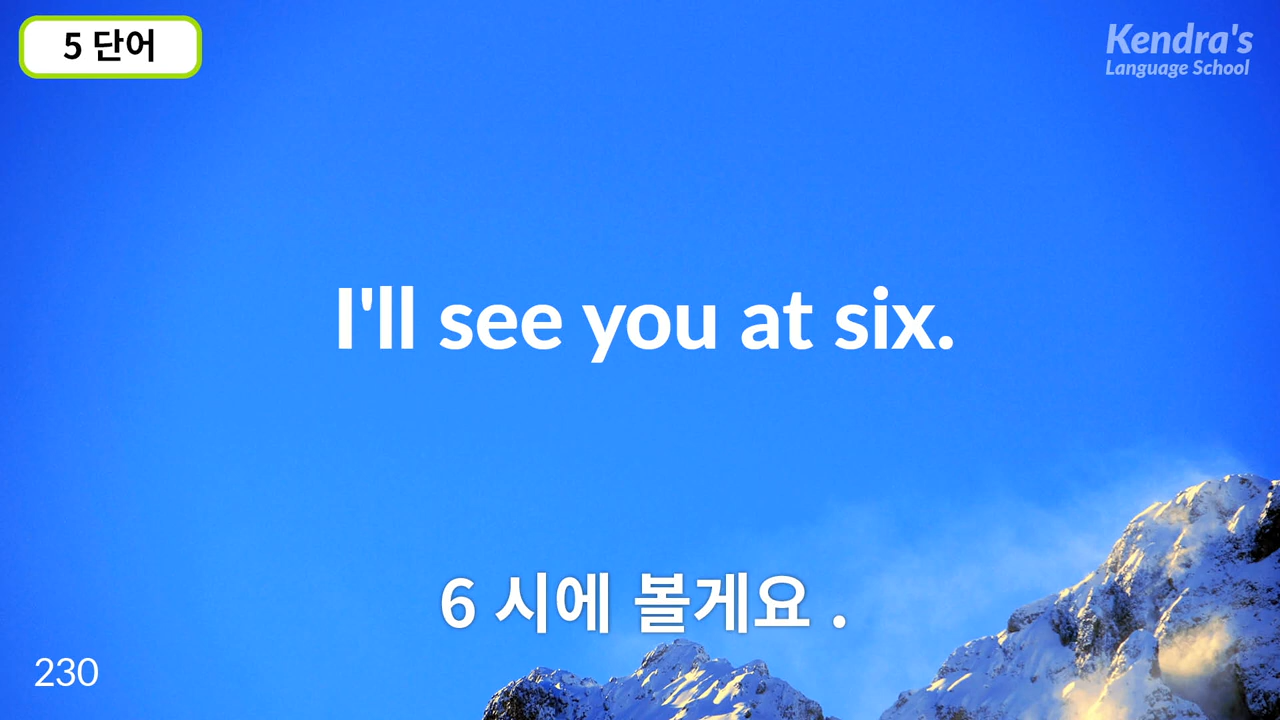 5 단어
Kendra's
Language School
I'll see you at six.
6 시에 볼게요 .
230